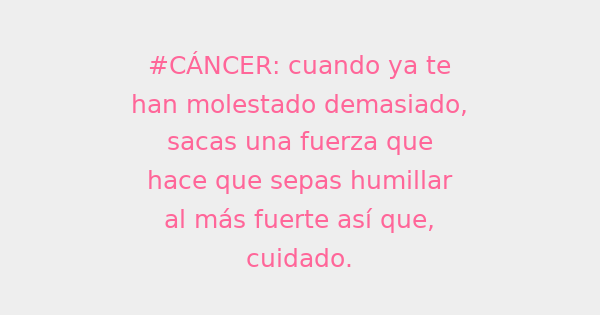 #CÁNCER: cuando ya te
han molestado demasiado,
sacas una fuerza que
hace que sepas humillar
al más fuerte así que,
cuidado.